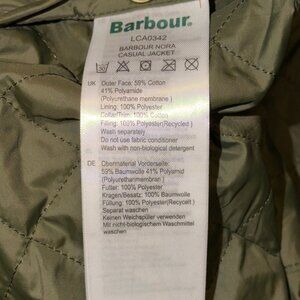 Barbour
LCA0342
BARBOUR NORA
CASUAL JACKET
UK Outer Face: 59% Cotton
41% Polyamide
(Polyurethane membrane )
Lining: 100% Polyester
Collar/Trim: 100% Cotton
Filling: 100% Polyester(Recycled )
Wash separately
Do not use fabric conditioner
Wash with non-biological detergent
DE Obermaterial Vorderseite:
59% Baumwolle 41% Polyamid
(Polyurethanmembran )
Futter: 100% Polyester
Kragen/Besatz: 100% Baumwolle
Füllung: 100% Polyester(Recycelt )
Separat waschen
Keinen Weichspüler verwenden
Mit nicht-biologischem Waschmittel
waschen